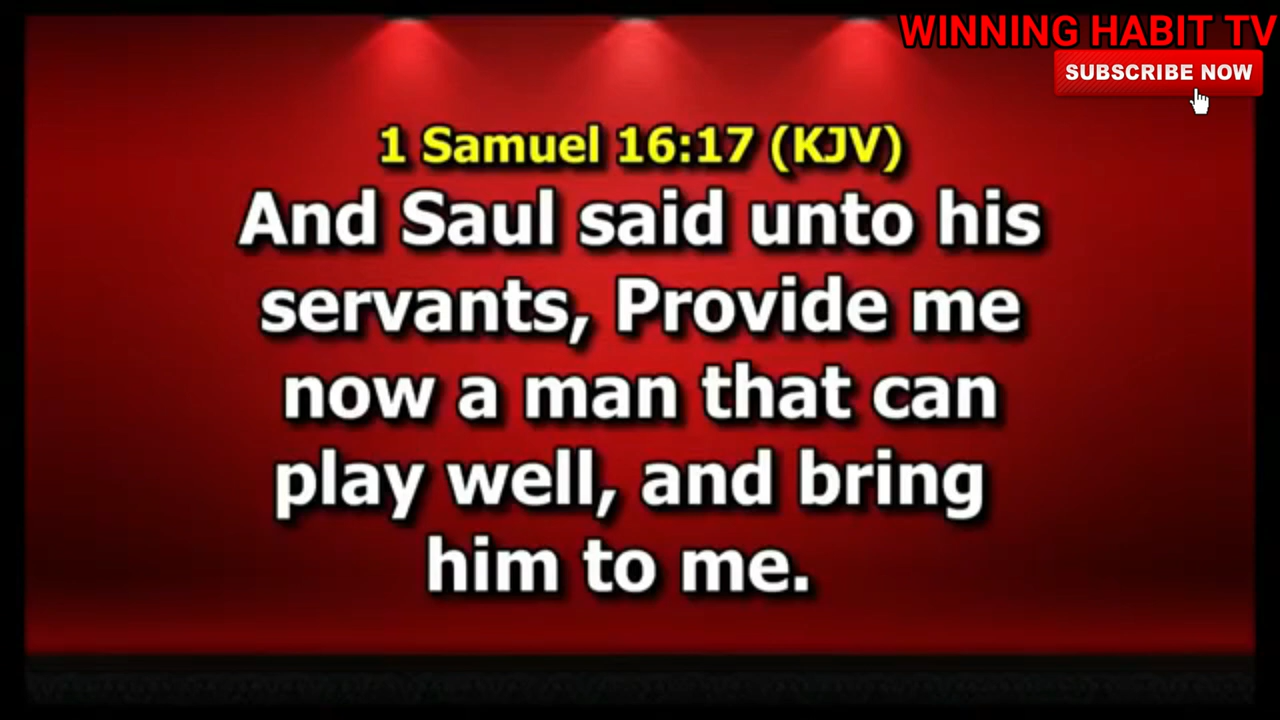 WINNING HABIT TV
SUBSCRIBE NOW
1 Samuel 16:17 (KJV)
And Saul said unto his
servants, Provide me
now a man that can
play well, and bring
him to me.